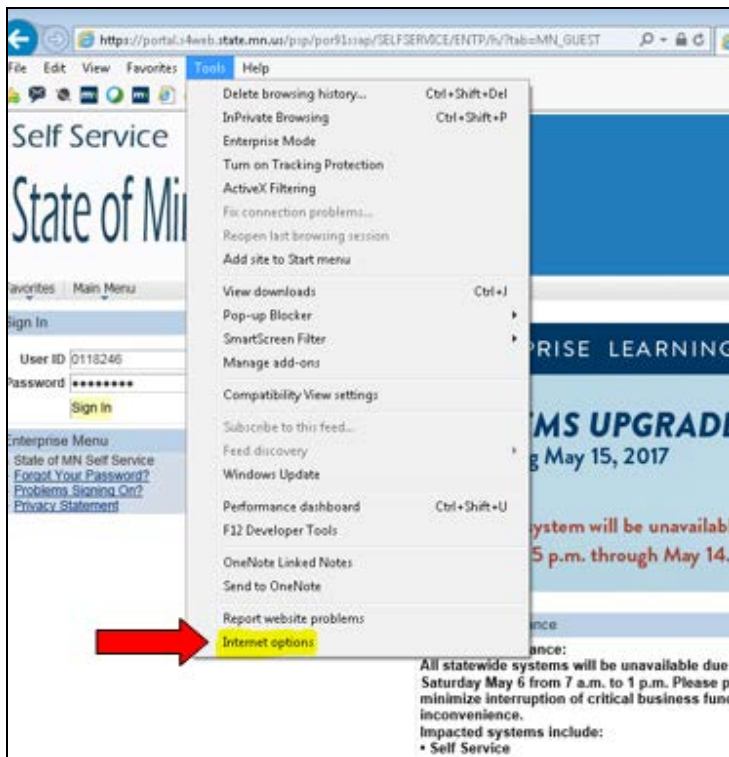 https://portal.s4web.state.mn.us/psp/por91ssap/SELFSERVICE/ENTP/h/?tab=MN_GUEST
File Edit View Favorites Tools Help
Delete browsing history... Ctrl+Shift+Del
InPrivate Browsing Ctrl+Shift+P
Enterprise Mode
Turn on Tracking Protection
ActiveX Filtering
Fix connection problems...
Reopen last browsing session
Add site to Start menu
View downloads Ctrl+J
Pop-up Blocker
SmartScreen Filter
Manage add-ons
Compatibility View settings
Subscribe to this feed...
Feed discovery
Windows Update
Performance dashboard Ctrl+Shift+U
F12 Developer Tools
OneNote Linked Notes
Send to OneNote
Report website problems
Internet options
Self Service
State of Mi
avorites Main Menu
Sign In
User ID 0118246
Password ••••••••
Sign In
Enterprise Menu
State of MN Self Service
Forgot Your Password?
Problems Signing On?
Privacy Statement
PRISE LEARNING
MS UPGRADE
g May 15, 2017
system will be unavailab
5 p.m. through May 14.
nce
ance:
All statewide systems will be unavailable due
Saturday May 6 from 7 a.m. to 1 p.m. Please p
minimize interruption of critical business fun
inconvenience.
Impacted systems include:
• Self Service